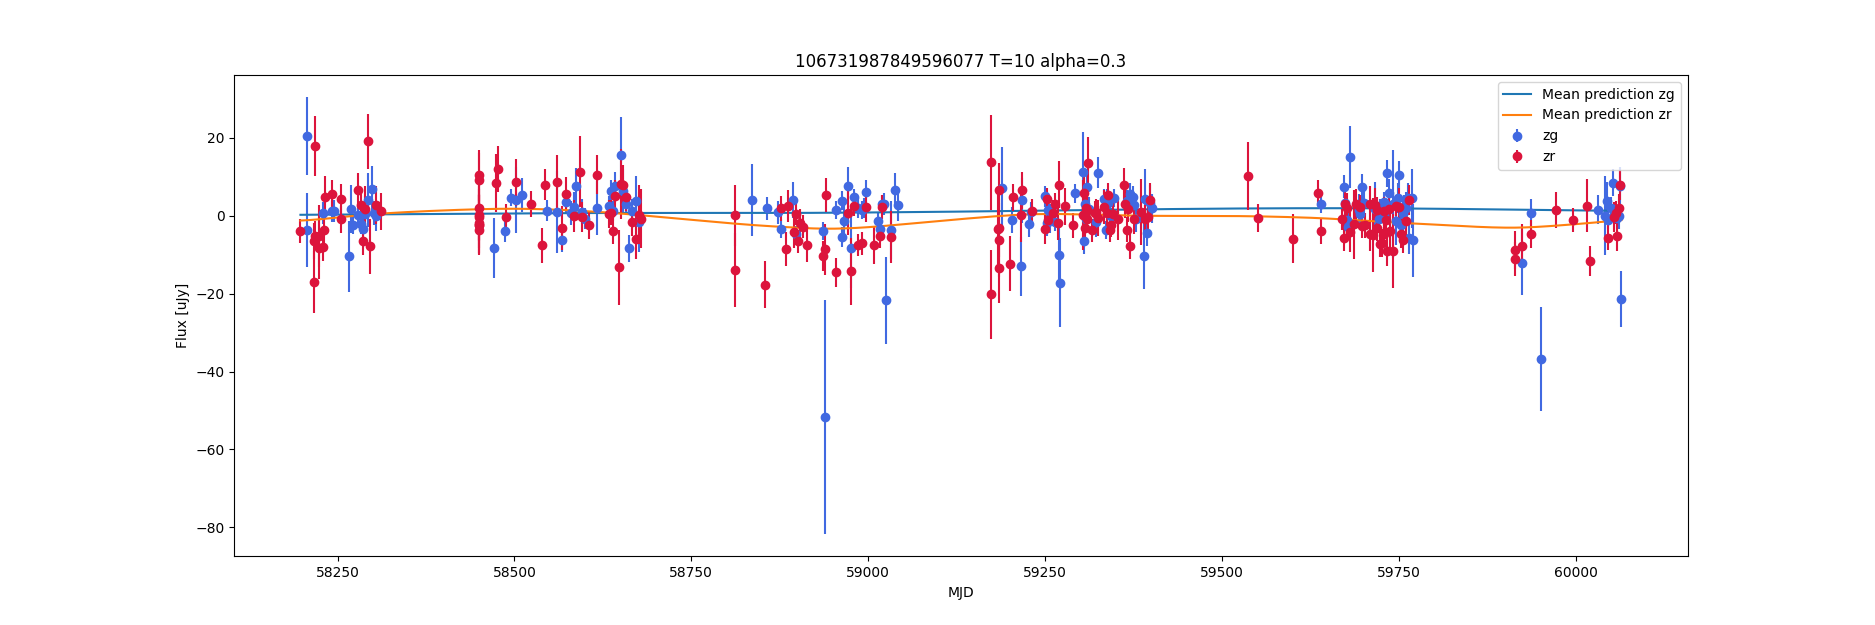 106731987849596077 T=10 alpha=0.3
Mean prediction zg
Mean prediction zr
zg
zr
20
0
−20
−40
−60
−80
Flux [uJy]
58250 58500 58750 59000 59250 59500 59750 60000
MJD